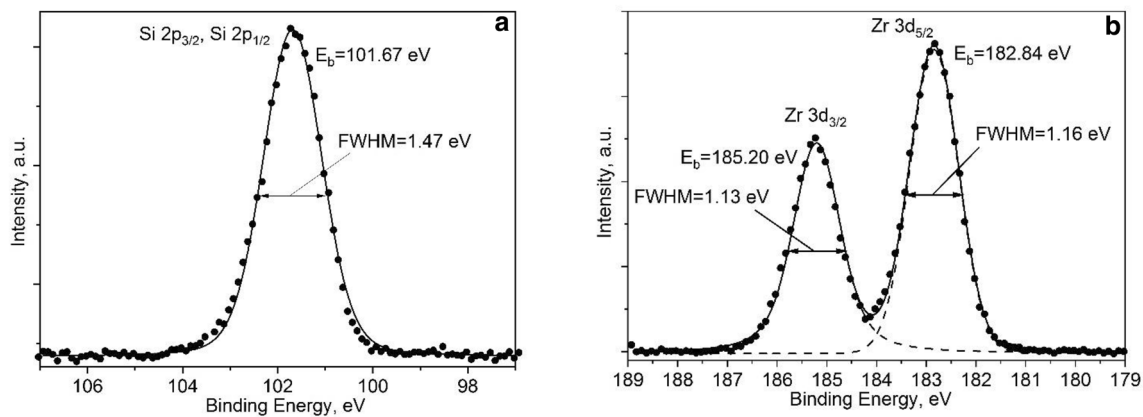 a
Si 2p3/2, Si 2p1/2
Eb=101.67 eV
FWHM=1.47 eV
Intensity, a.u.
106 104 102 100 98
Binding Energy, eV
b
Zr 3d5/2
Eb=182.84 eV
Zr 3d3/2
FWHM=1.16 eV
Eb=185.20 eV
FWHM=1.13 eV
Intensity, a.u.
189 188 187 186 185 184 183 182 181 180 179
Binding Energy, eV